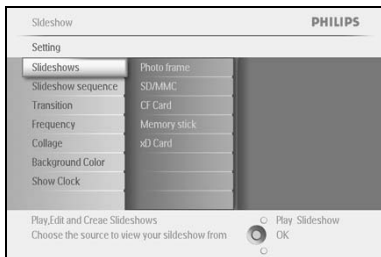 Slideshow PHILIPS
Setting
Slideshows Photo frame
Slideshow sequence SD/MMC
Transition CF Card
Frequency Memory stick
Collage xD Card
Background Color
Show Clock
Play,Edit and Creae Slideshows Play Slideshow
Choose the source to view your sildeshow from OK